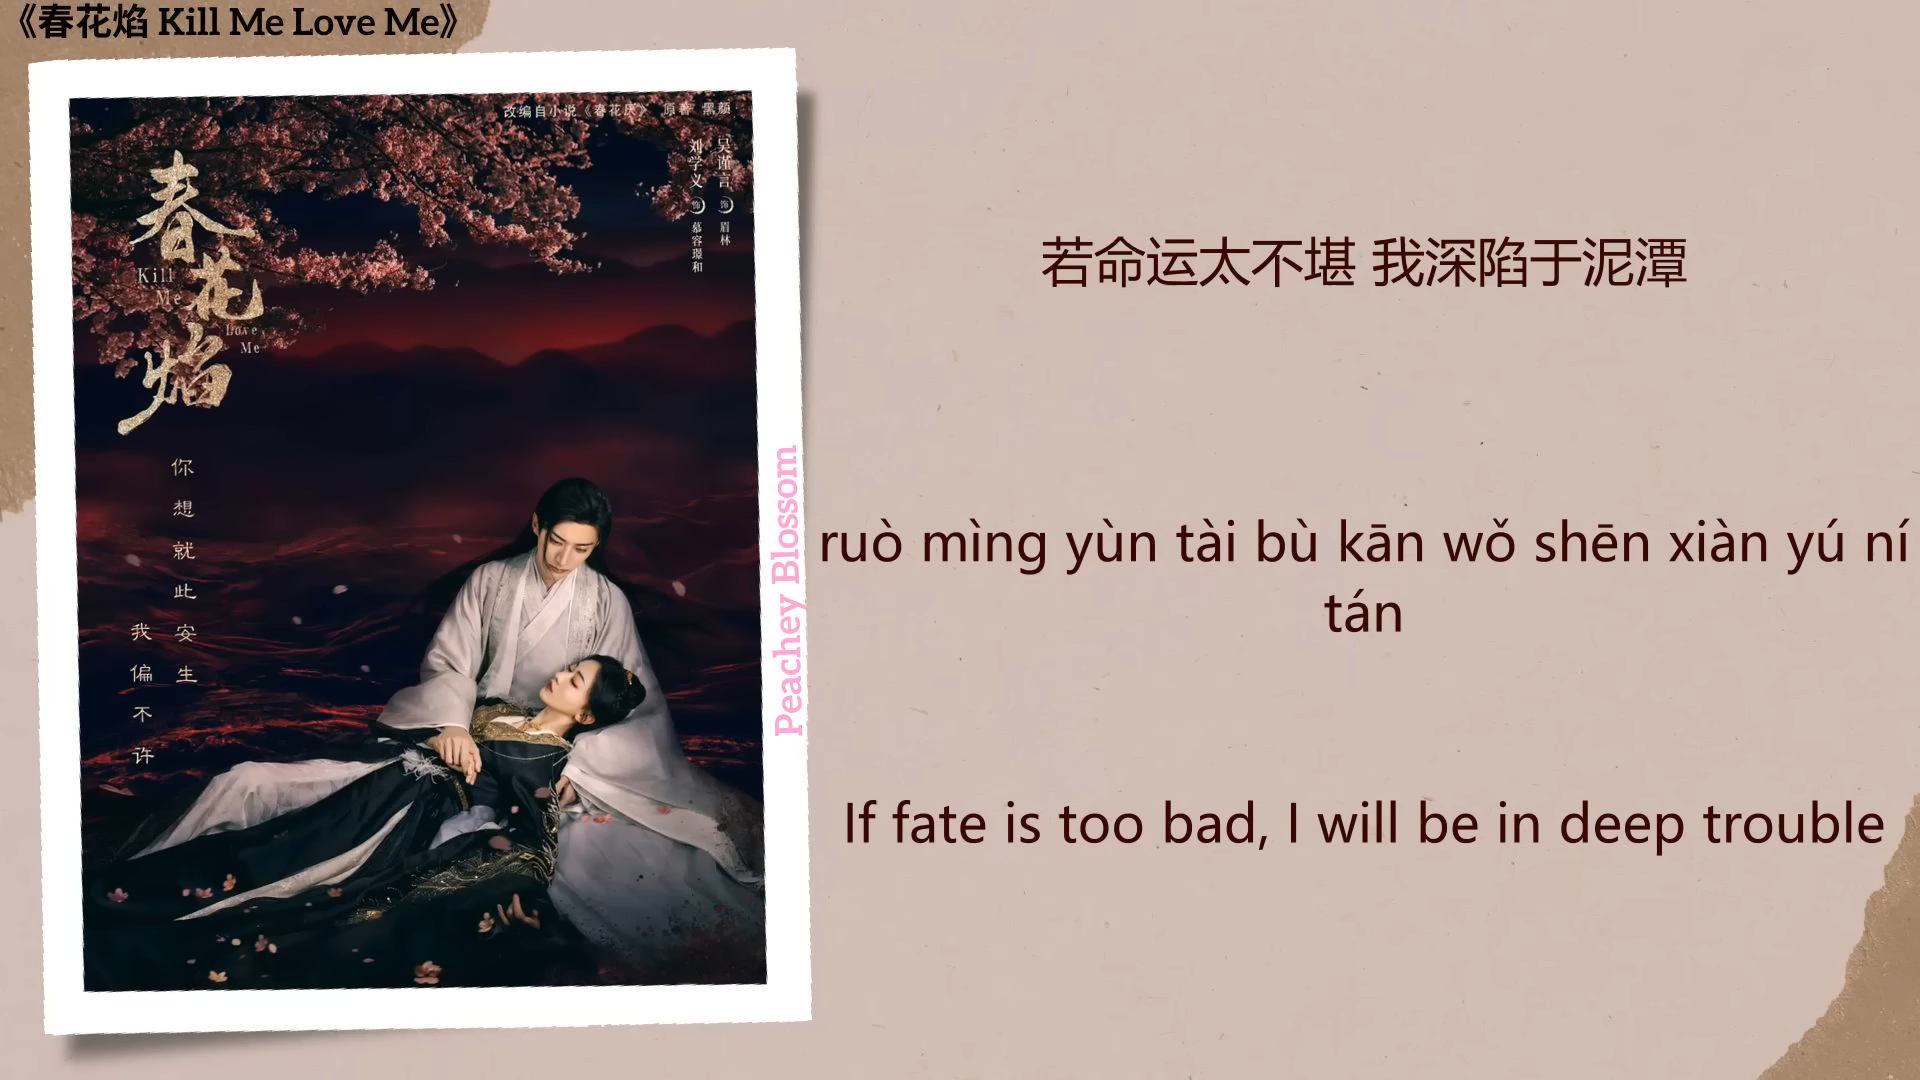 《春花焰 Kill Me Love Me》
改编自小说《春花厌》 原著 黑颜
吴谨言 饰 眉林
刘学义 饰 慕容璟和
春花焰
Kill
Me
Love
Me
你想就此安生
我偏不许
Peachey Blossom
若命运太不堪 我深陷于泥潭
ruò mìng yùn tài bù kān wǒ shēn xiàn yú ní
tán
If fate is too bad, I will be in deep trouble